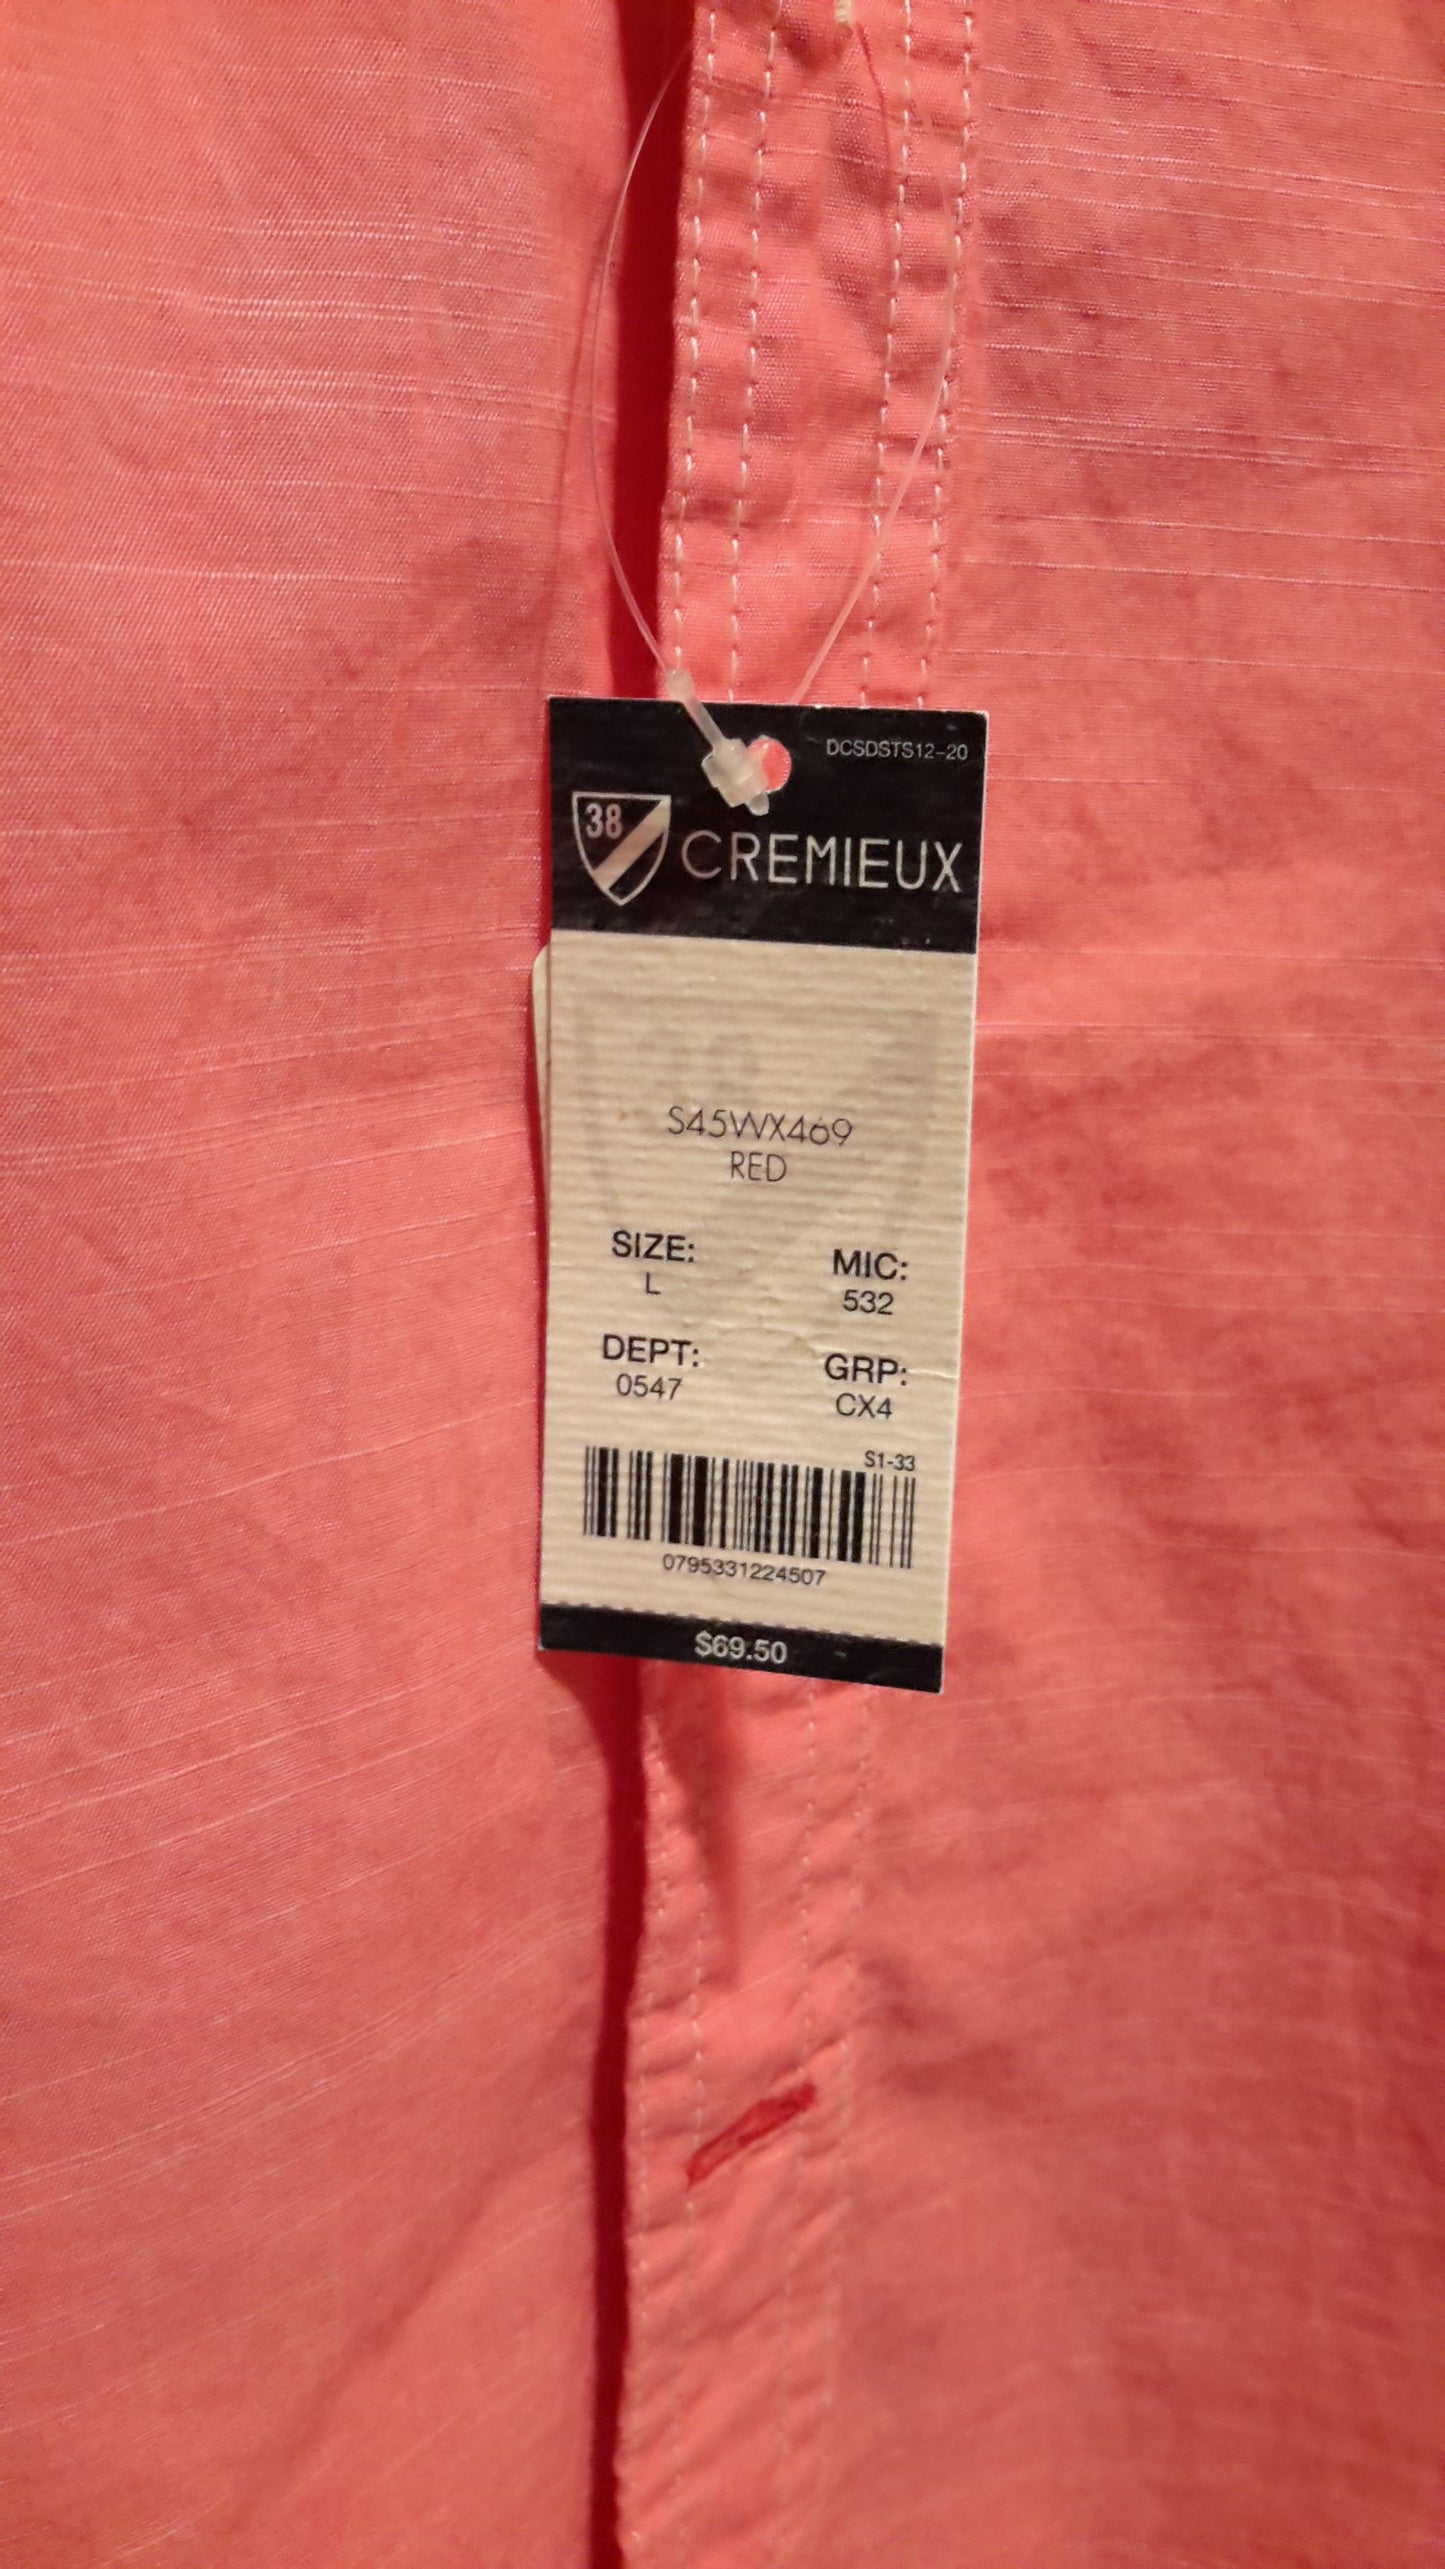 DCSDSTS12-20
38 CREMIEUX
S45WX469
RED
SIZE: MIC:
L 532
DEPT: GRP:
0547 CX4
S1-33
0795331224507
$69.50